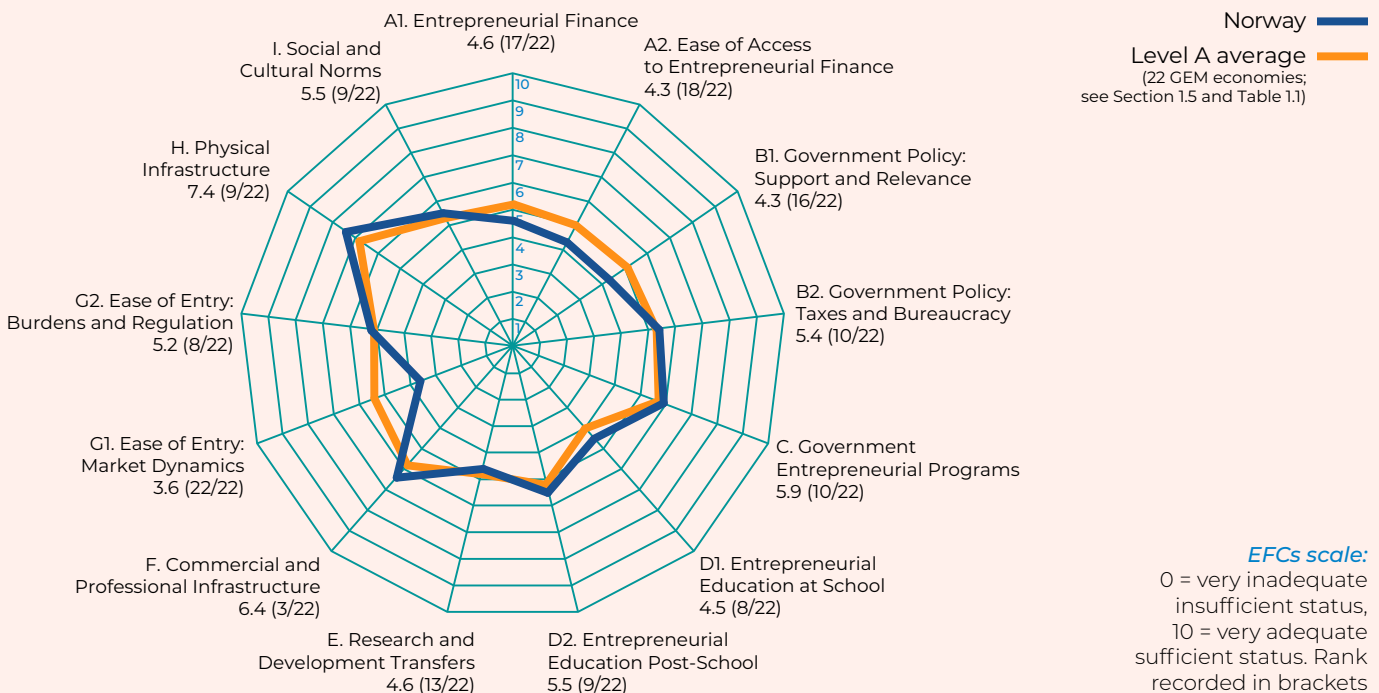 A1. Entrepreneurial Finance
4.6 (17/22)
A2. Ease of Access
to Entrepreneurial Finance
4.3 (18/22)
B1. Government Policy:
Support and Relevance
4.3 (16/22)
B2. Government Policy:
Taxes and Bureaucracy
5.4 (10/22)
C. Government
Entrepreneurial Programs
5.9 (10/22)
D1. Entrepreneurial
Education at School
4.5 (8/22)
D2. Entrepreneurial
Education Post-School
5.5 (9/22)
E. Research and
Development Transfers
4.6 (13/22)
F. Commercial and
Professional Infrastructure
6.4 (3/22)
G1. Ease of Entry:
Market Dynamics
3.6 (22/22)
G2. Ease of Entry:
Burdens and Regulation
5.2 (8/22)
H. Physical
Infrastructure
7.4 (9/22)
I. Social and
Cultural Norms
5.5 (9/22)
10
9
8
7
6
5
4
3
2
1
Norway
Level A average
(22 GEM economies;
see Section 1.5 and Table 1.1)
EFCs scale:
0 = very inadequate
insufficient status,
10 = very adequate
sufficient status. Rank
recorded in brackets